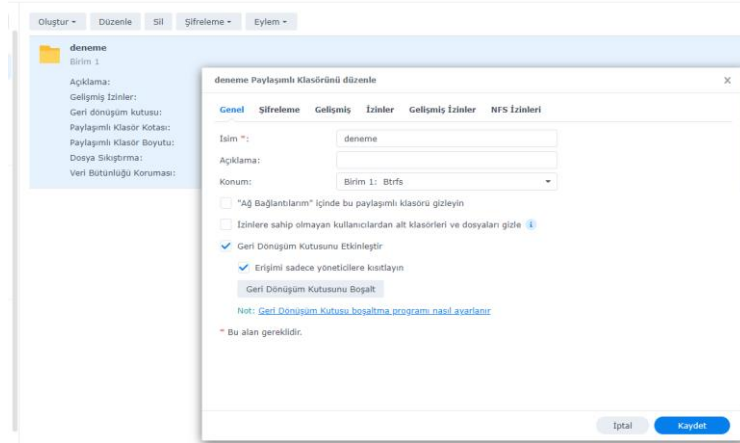 Oluştur Düzenle Sil Şifreleme Eylem
deneme
Birim 1
Açıklama:
Gelişmiş İzinler:
Geri dönüşüm kutusu:
Paylaşımlı Klasör Kotası:
Paylaşımlı Klasör Boyutu:
Dosya Sıkıştırma:
Veri Bütünlüğü Koruması:
deneme Paylaşımlı Klasörünü düzenle
Genel Şifreleme Gelişmiş İzinler Gelişmiş İzinler NFS İzinleri
İsim *: deneme
Açıklama:
Konum: Birim 1: Btrfs
"Ağ Bağlantılarım" içinde bu paylaşımlı klasörü gizleyin
İzinlere sahip olmayan kullanıcılardan alt klasörleri ve dosyaları gizle
Geri Dönüşüm Kutusunu Etkinleştir
Erişimi sadece yöneticilere kısıtlayın
Geri Dönüşüm Kutusunu Boşalt
Not: Geri Dönüşüm Kutusu boşaltma programı nasıl ayarlanır
* Bu alan gereklidir.
İptal Kaydet